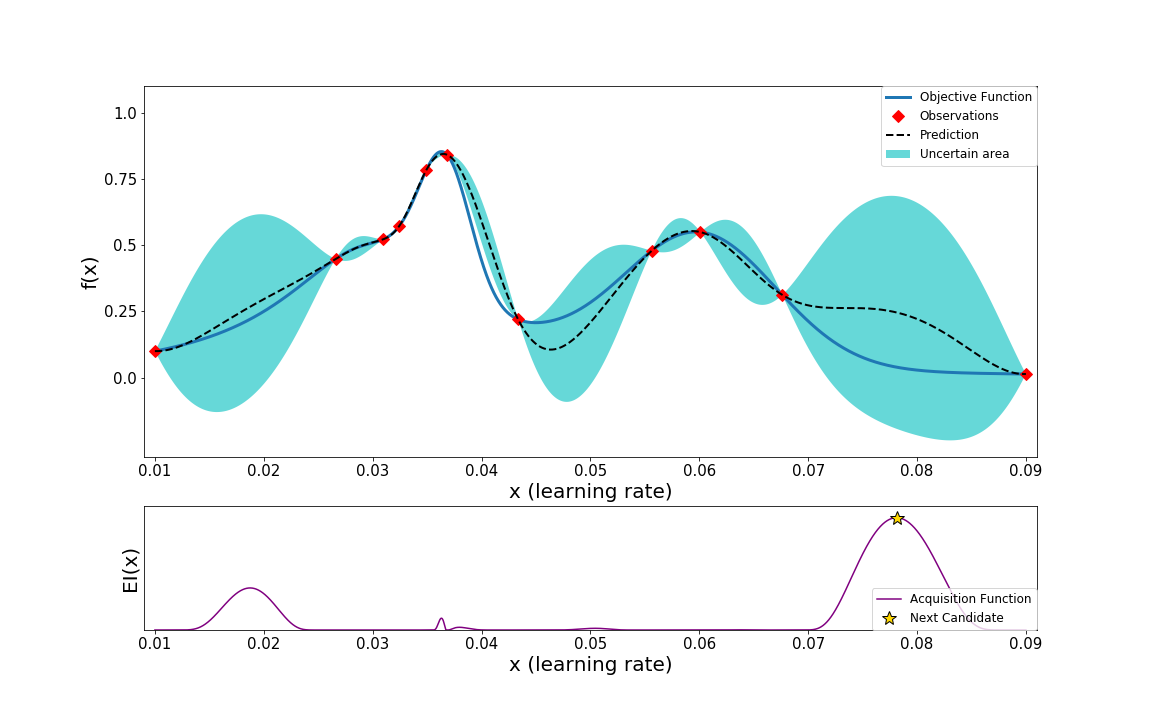 1.0
0.75
0.5
0.25
0.0
f(x)
Objective Function
Observations
Prediction
Uncertain area
0.01 0.02 0.03 0.04 0.05 0.06 0.07 0.08 0.09
x (learning rate)
EI(x)
Acquisition Function
Next Candidate
0.01 0.02 0.03 0.04 0.05 0.06 0.07 0.08 0.09
x (learning rate)